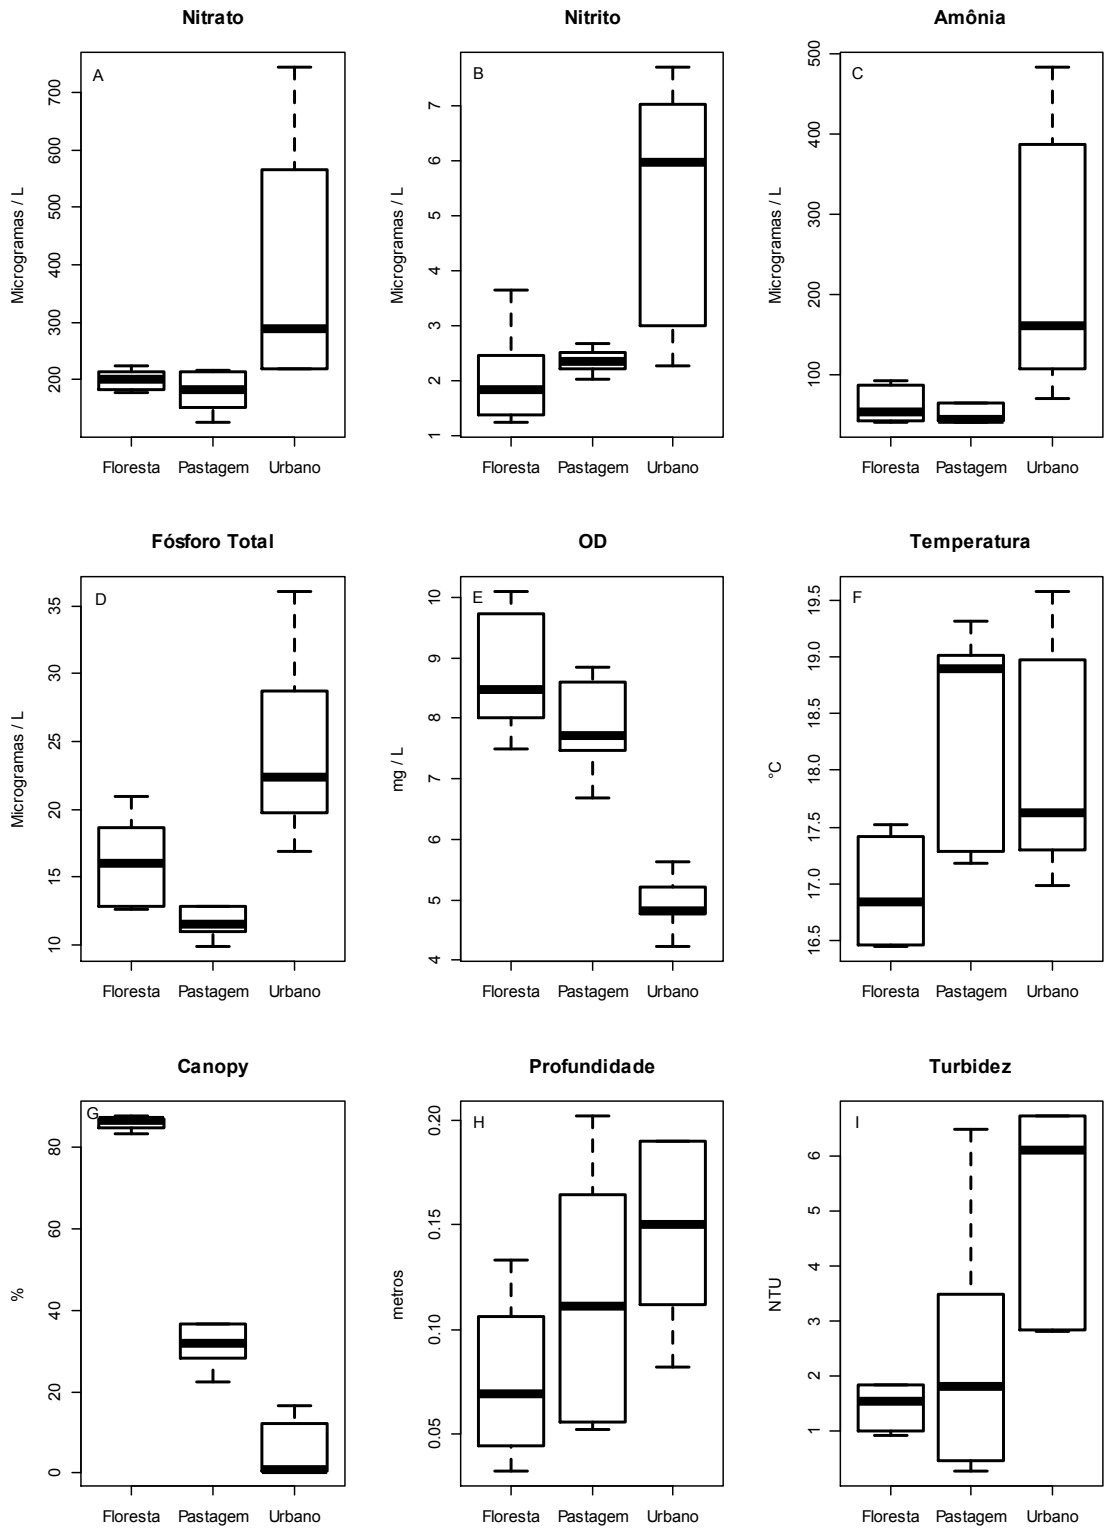 Nitrato
A
Microgramas / L
700
500
400
300
200
Floresta Pastagem Urbano
Nitrito
B
Microgramas / L
7
6
5
4
3
2
1
Floresta Pastagem Urbano
Amônia
C
Microgramas / L
500
400
300
200
100
Floresta Pastagem Urbano
Fósforo Total
D
Microgramas / L
35
30
25
20
15
10
Floresta Pastagem Urbano
OD
E
mg / L
10
9
8
7
6
5
4
Floresta Pastagem Urbano
Temperatura
F
°C
19.5
19.0
18.5
18.0
17.5
17.0
16.5
Floresta Pastagem Urbano
Canopy
G
%
80
60
40
20
0
Floresta Pastagem Urbano
Profundidade
H
metros
0.20
0.15
0.10
0.05
Floresta Pastagem Urbano
Turbidez
I
NTU
6
5
4
3
2
1
Floresta Pastagem Urbano